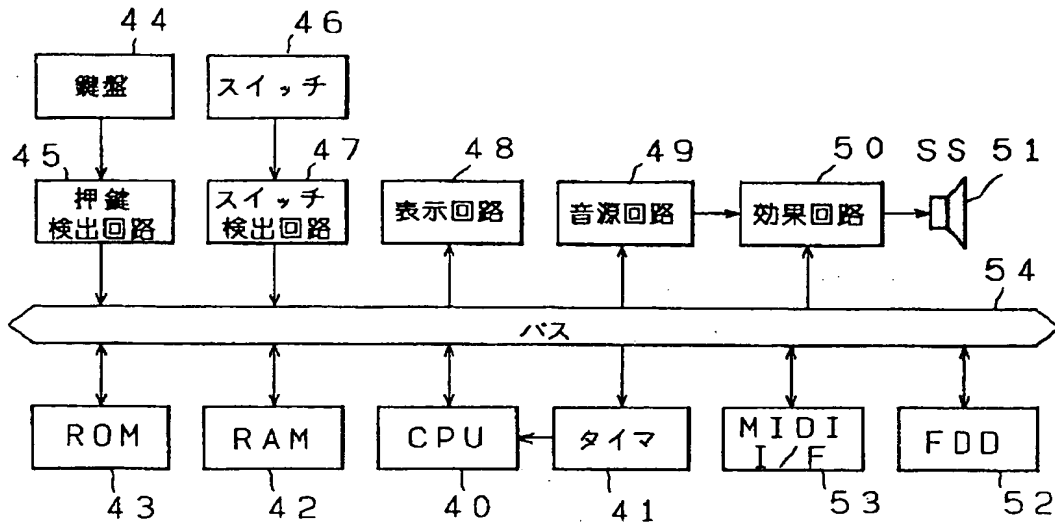 44
46
鍵盤
スイッチ
45
47
48
49
50
SS
51
押鍵
検出回路
スイッチ
検出回路
表示回路
音源回路
効果回路
54
バス
ROM
RAM
CPU
タイマ
MIDI
I/F
FDD
43
42
40
41
53
52